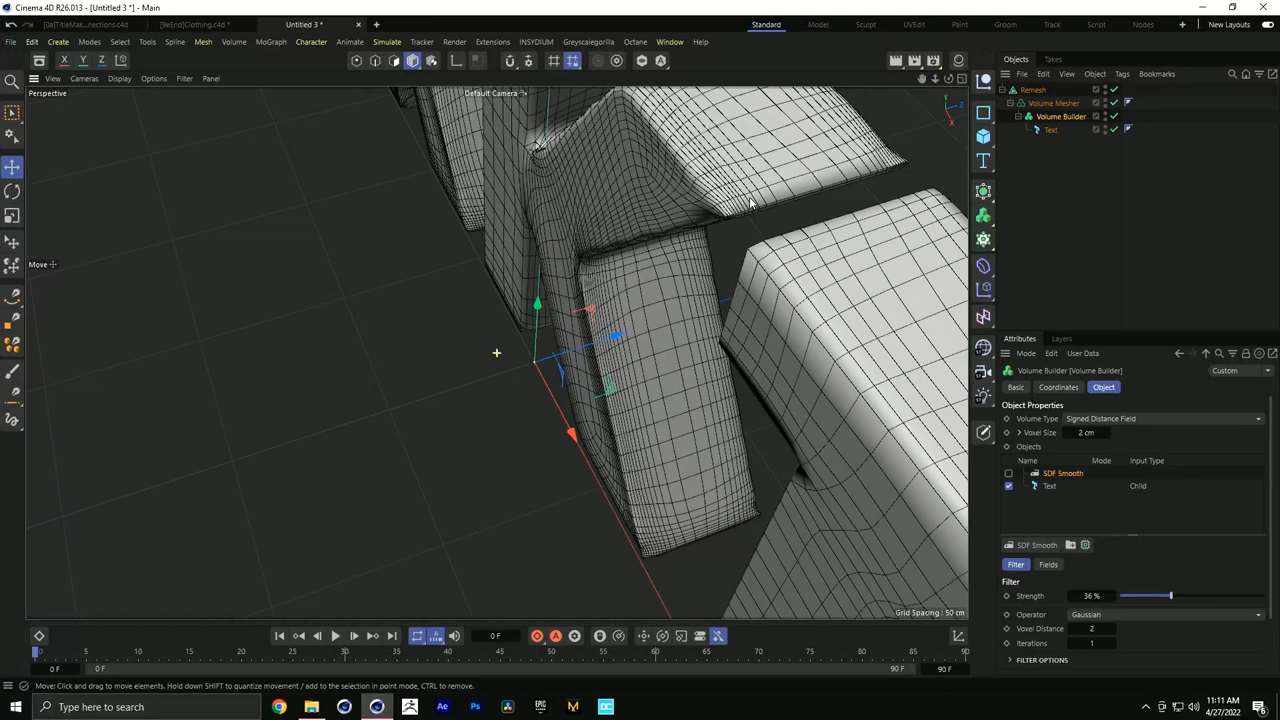 Cinema 4D R26.013 - [Untitled 3 *] - Main
[0a]TitleMak...nections.c4d
[BeEnd]Clothing.c4d *
Untitled 3 *
Standard
Model
Sculpt
UVEdit
Paint
Groom
Track
Script
Nodes
New Layouts
File Edit Create Modes Select Tools Spline Mesh Volume MoGraph Character Animate Simulate Tracker Render Extensions INSYDIUM Greyscalegorilla Octane Window Help
X Y Z
Objects Takes
View Cameras Display Options Filter Panel
File Edit View Object Tags Bookmarks
Perspective
Default Camera
Remesh
Volume Mesher
Volume Builder
Text
Move
Attributes Layers
Mode Edit User Data
Volume Builder [Volume Builder]
Custom
Basic Coordinates Object
Object Properties
Volume Type Signed Distance Field
Voxel Size 2 cm
Objects
Name Mode Input Type
SDF Smooth
Text Child
SDF Smooth
Filter Fields
Filter
Strength 36 %
Operator Gaussian
Voxel Distance 2
Iterations 1
FILTER OPTIONS
Grid Spacing : 50 cm
0 F
0 5 10 15 20 25 30 35 40 45 50 55 60 65 70 75 80 85 90
0 F 0 F 90 F 90 F
Move: Click and drag to move elements. Hold down SHIFT to quantize movement / add to the selection in point mode, CTRL to remove.
Type here to search
11:11 AM
4/27/2022